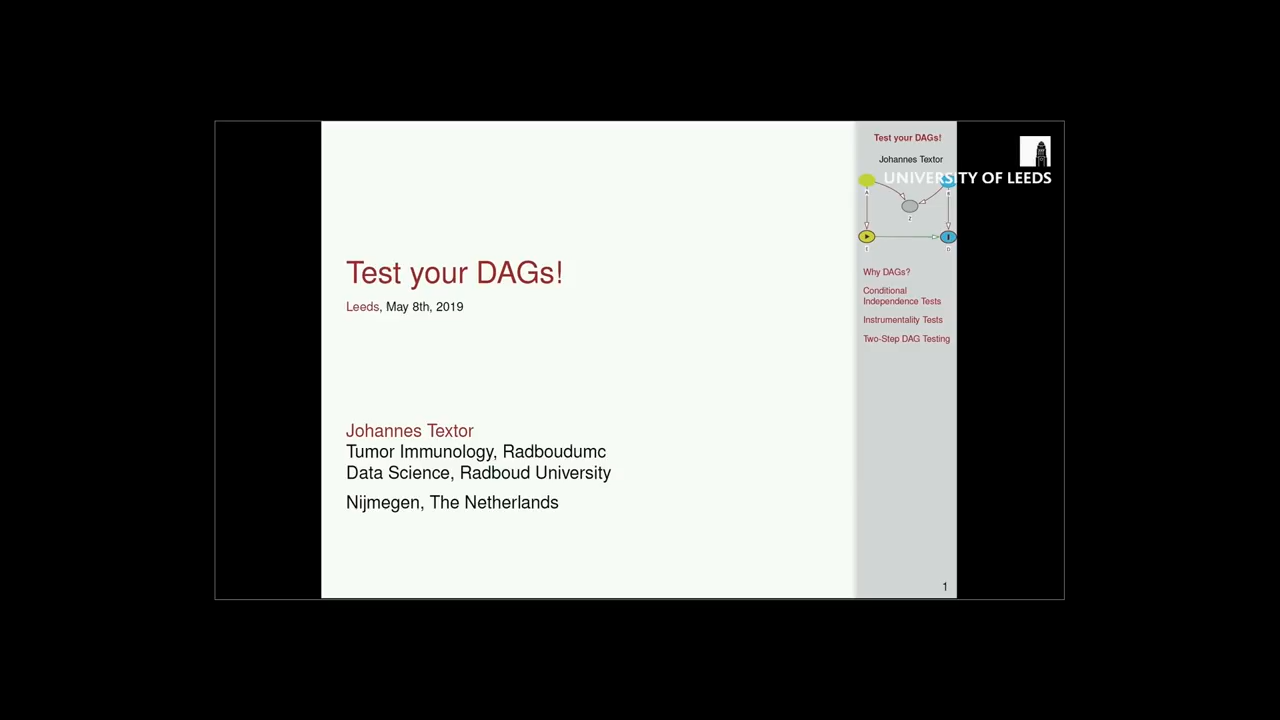 Test your DAGs!
Leeds, May 8th, 2019
Johannes Textor
Tumor Immunology, Radboudumc
Data Science, Radboud University
Nijmegen, The Netherlands
Test your DAGs!
Johannes Textor
UNIVERSITY OF LEEDS
A
B
Z
E
D
Why DAGs?
Conditional
Independence Tests
Instrumentality Tests
Two-Step DAG Testing
1